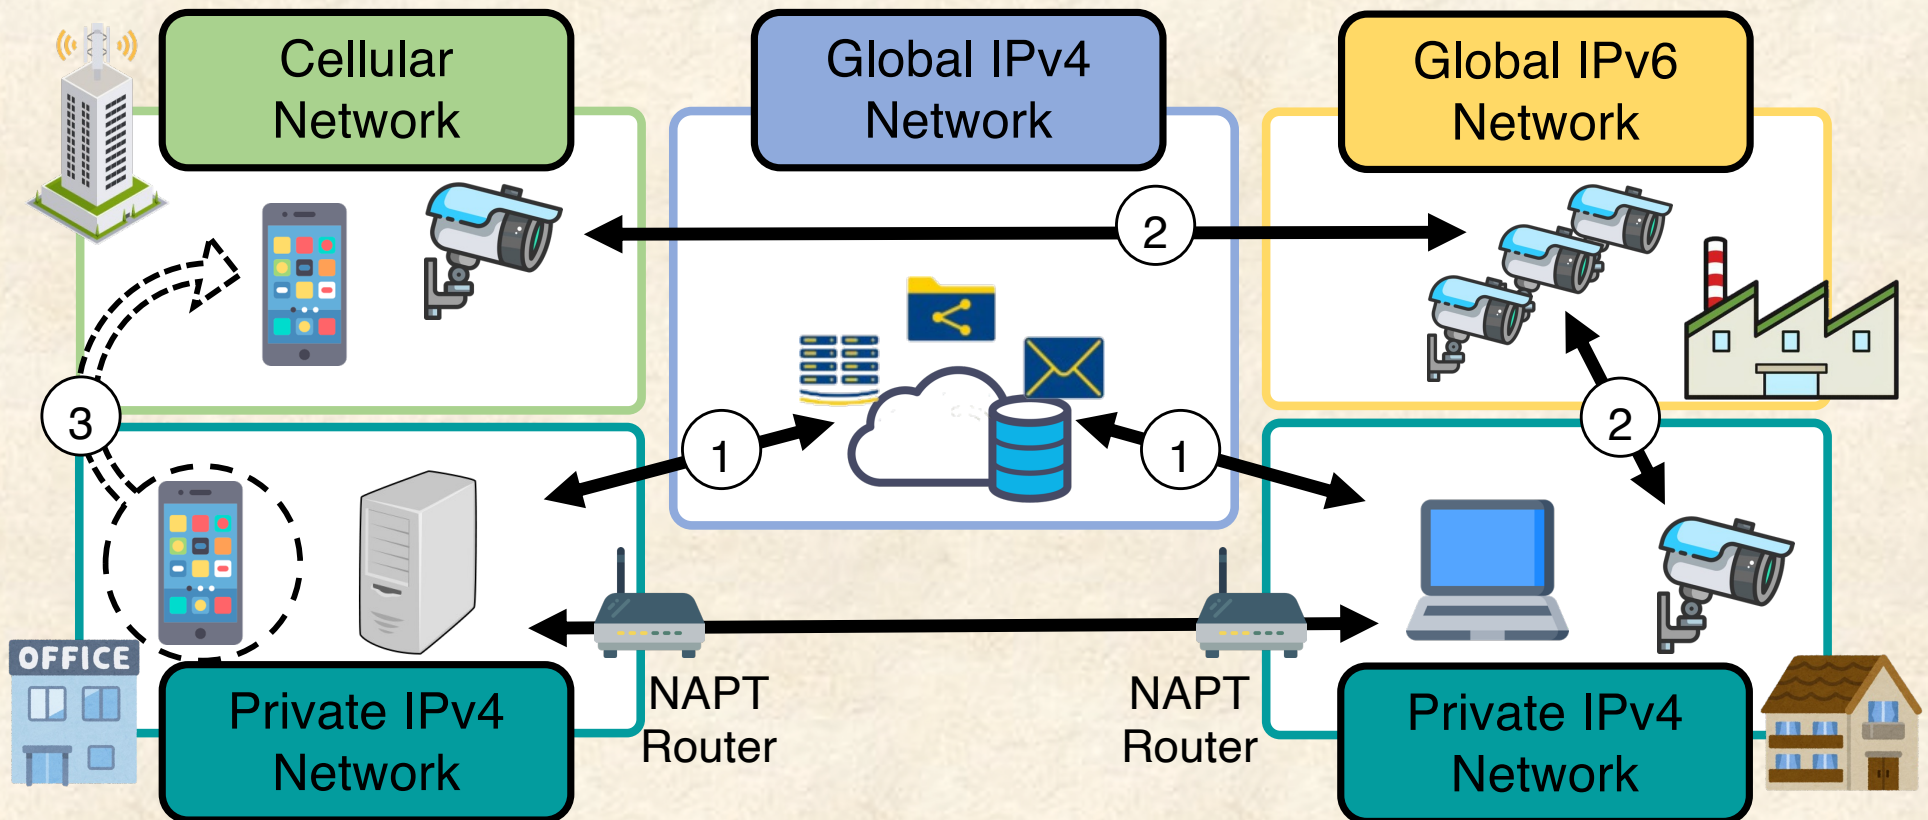 Cellular
Network
Global IPv4
Network
Global IPv6
Network
2
3
1
1
2
OFFICE
NAPT
Router
NAPT
Router
Private IPv4
Network
Private IPv4
Network